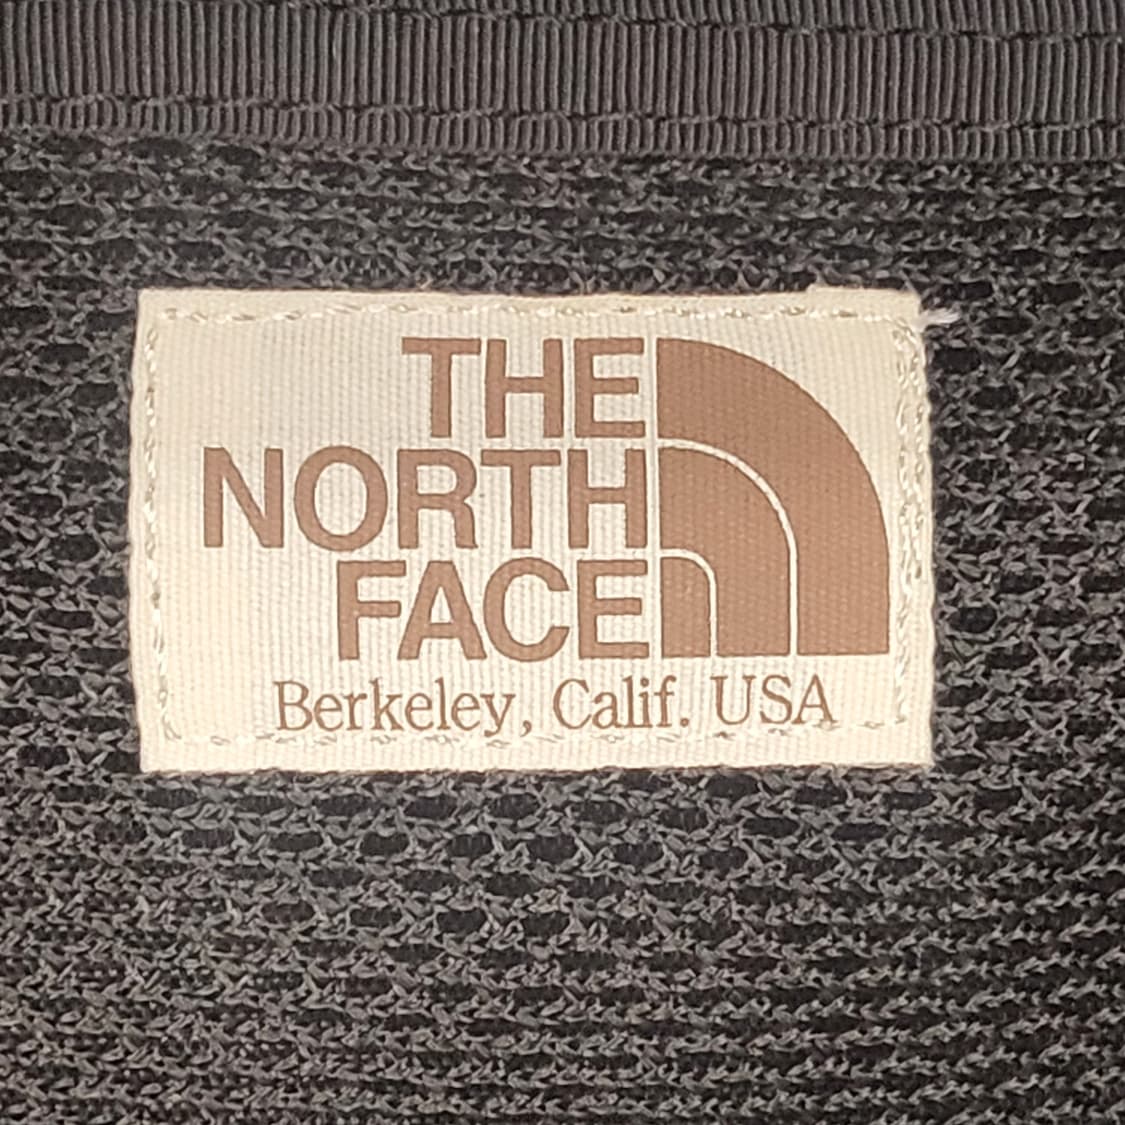 THE
NORTH
FACE
Berkeley, Calif. USA